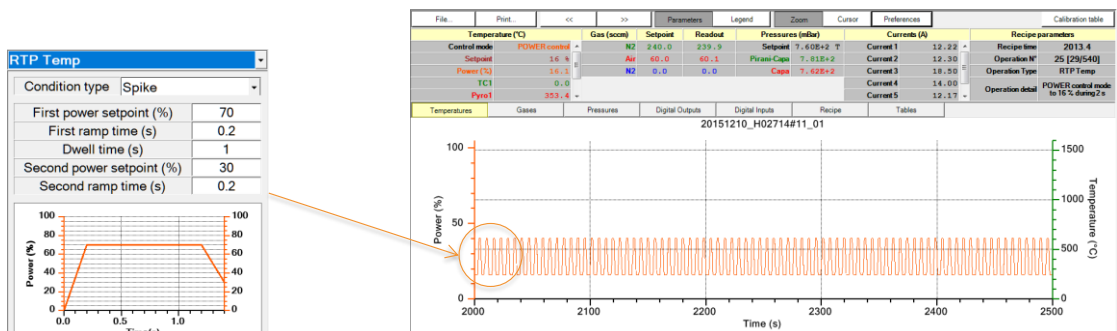 RTP Temp
Condition type Spike
First power setpoint (%) 70
First ramp time (s) 0.2
Dwell time (s) 1
Second power setpoint (%) 30
Second ramp time (s) 0.2
100 100
80 80
60 60
40 40
20 20
0 0
0.0 0.5 1.0
Power (%)
Time(s)
File... Print... << >> Parameters Legend Zoom Cursor Preferences Calibration table
Temperature (°C) Gas (sccm) Setpoint Readout Pressures (mBar) Currents (A) Recipe parameters
Control mode POWER control N2 240.0 239.9 Setpoint 7.60E+2 T Current 1 12.22 Recipe time 2013.4
Setpoint 16 % Air 60.0 60.1 Pirani-Capa 7.81E+2 Current 2 12.30 Operation N° 25 [29/540]
Power (%) 16.1 N2 0.0 0.0 Capa 7.62E+2 Current 3 18.50 Operation Type RTP Temp
TC1 0.0 Current 4 14.00 Operation detail POWER control mode
Pyro1 353.4 Current 5 12.17 to 16 % during 2 s
Temperatures Gases Pressures Digital Outputs Digital Inputs Recipe Tables
20151210_H02714#11_01
100 1500
1000
50 500
0 0
2000 2100 2200 2300 2400 2500
Power (%)
Temperature (°C)
Time (s)